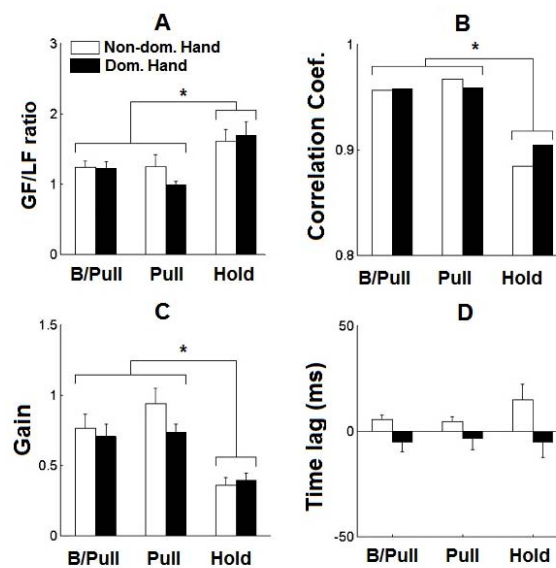 A
3
Non-dom. Hand
Dom. Hand
*
2
GF/LF ratio
1
0
B/Pull Pull Hold
B
1
*
Correlation Coef.
0.9
0.8
B/Pull Pull Hold
C
1.5
*
1
Gain
0.5
0
B/Pull Pull Hold
D
50
Time lag (ms)
0
-50
B/Pull Pull Hold